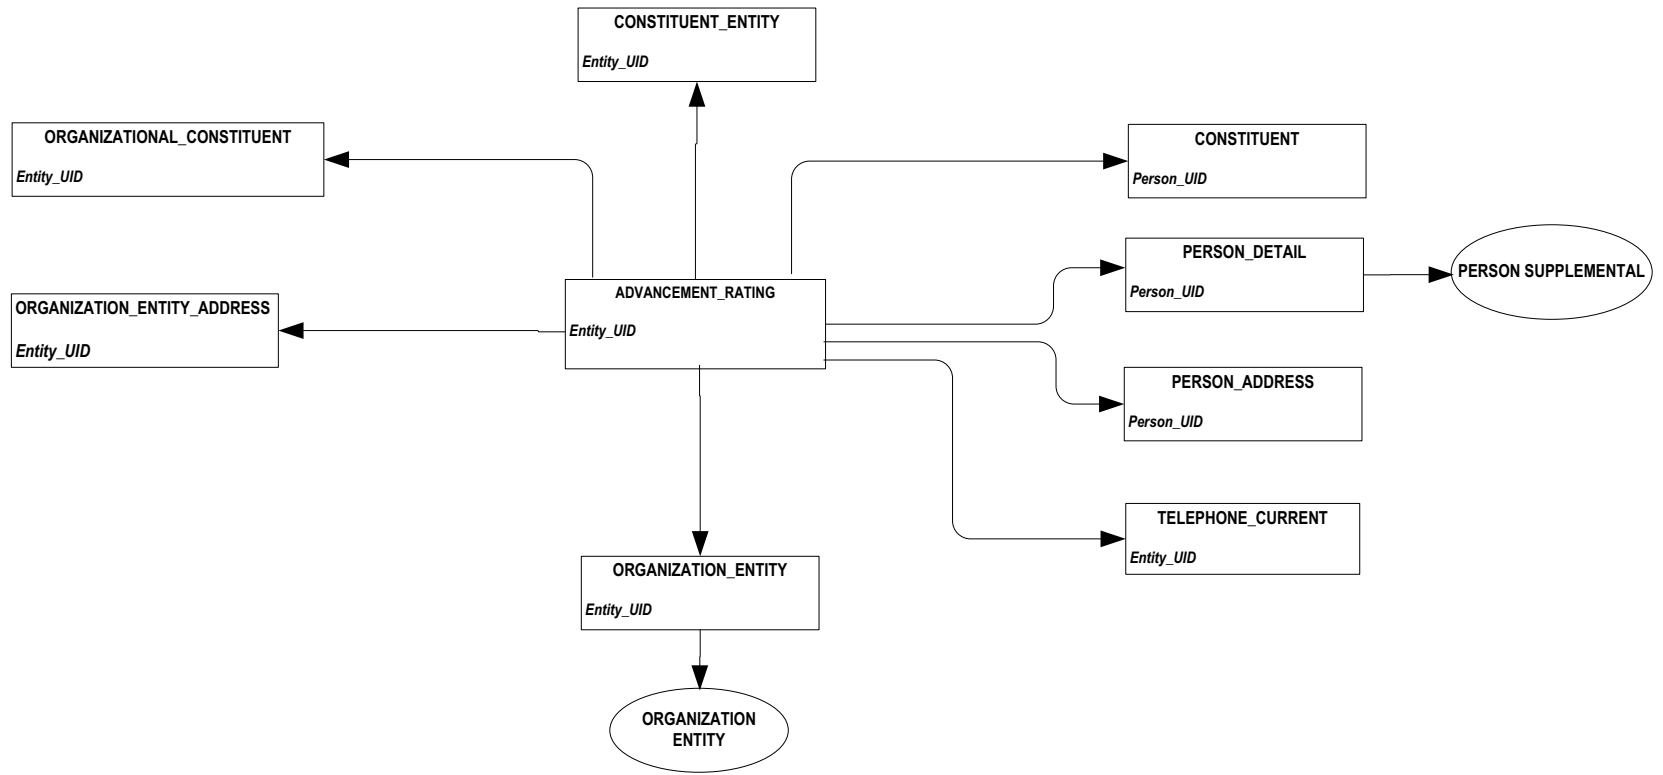 CONSTITUENT_ENTITY
Entity_UID
ORGANIZATIONAL_CONSTITUENT
Entity_UID
CONSTITUENT
Person_UID
PERSON_DETAIL
Person_UID
PERSON SUPPLEMENTAL
ORGANIZATION_ENTITY_ADDRESS
Entity_UID
ADVANCEMENT_RATING
Entity_UID
PERSON_ADDRESS
Person_UID
TELEPHONE_CURRENT
Entity_UID
ORGANIZATION_ENTITY
Entity_UID
ORGANIZATION
ENTITY